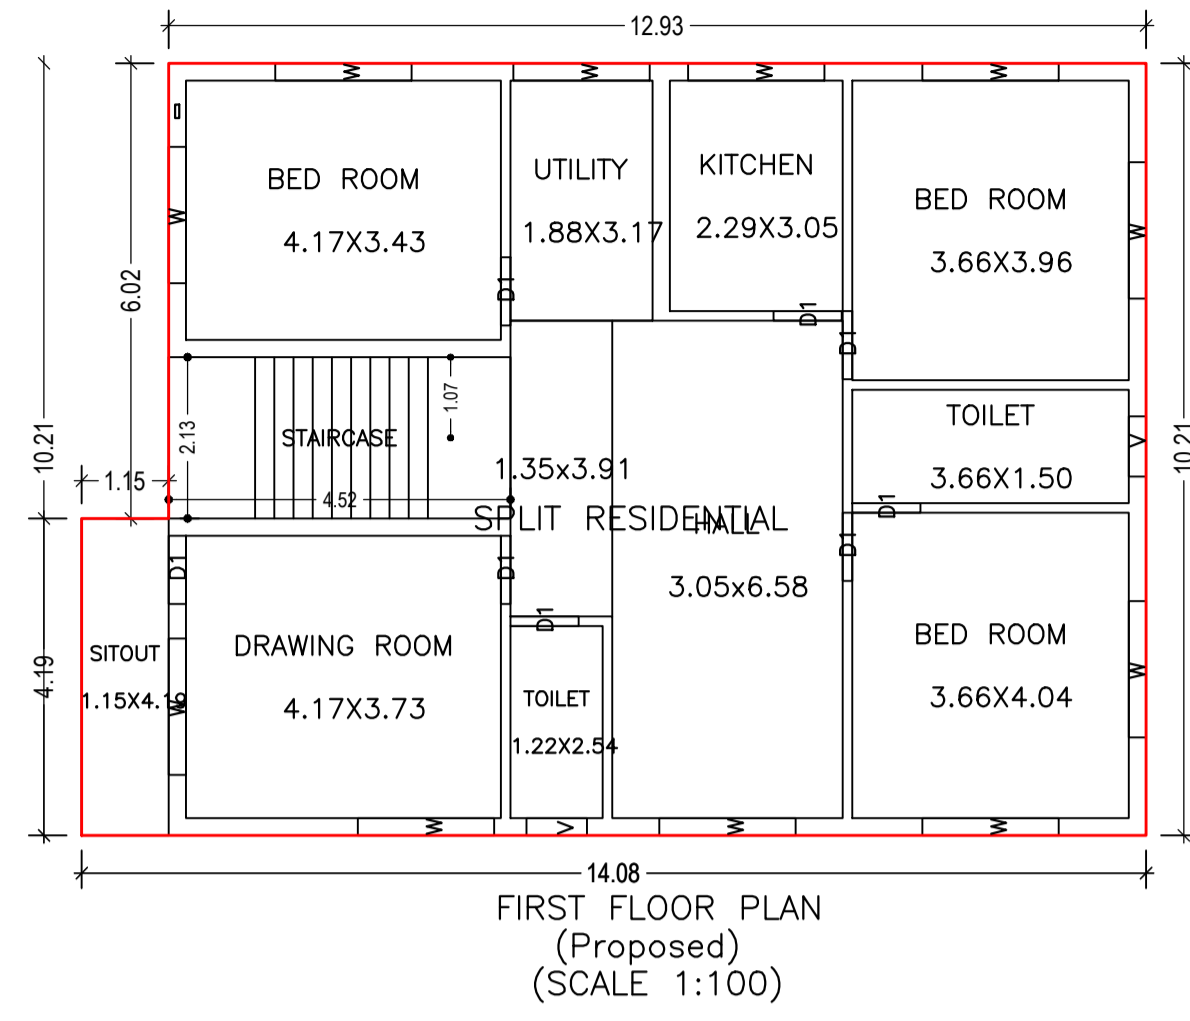 12.93
W
W
W
W
BED ROOM
4.17X3.43
UTILITY
1.88X3.17
KITCHEN
2.29X3.05
BED ROOM
3.66X3.96
W
W
6.02
D1
D1
D1
10.21
2.13
1.07
STAIRCASE
4.52
1.15
1.35x3.91
SPLIT RESIDENTIAL
HALL
3.05x6.58
TOILET
3.66X1.50
V
D1
D1
10.21
D1
D1
D1
4.19
SITOUT
1.15X4.19
W
DRAWING ROOM
4.17X3.73
TOILET
1.22X2.54
BED ROOM
3.66X4.04
W
W
V
W
W
14.08
FIRST FLOOR PLAN
(Proposed)
(SCALE 1:100)